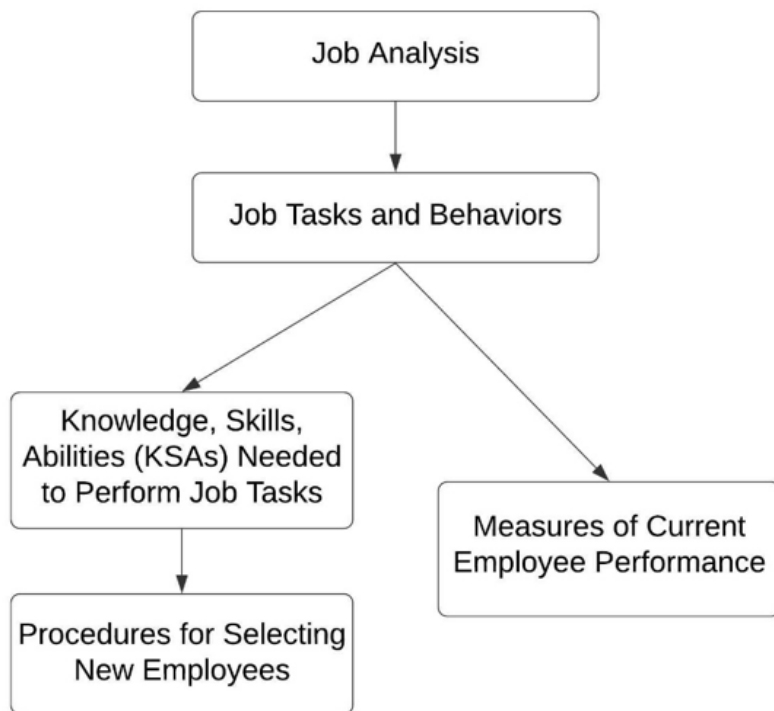 Job Analysis
Job Tasks and Behaviors
Knowledge, Skills,
Abilities (KSAs) Needed
to Perform Job Tasks
Measures of Current
Employee Performance
Procedures for Selecting
New Employees